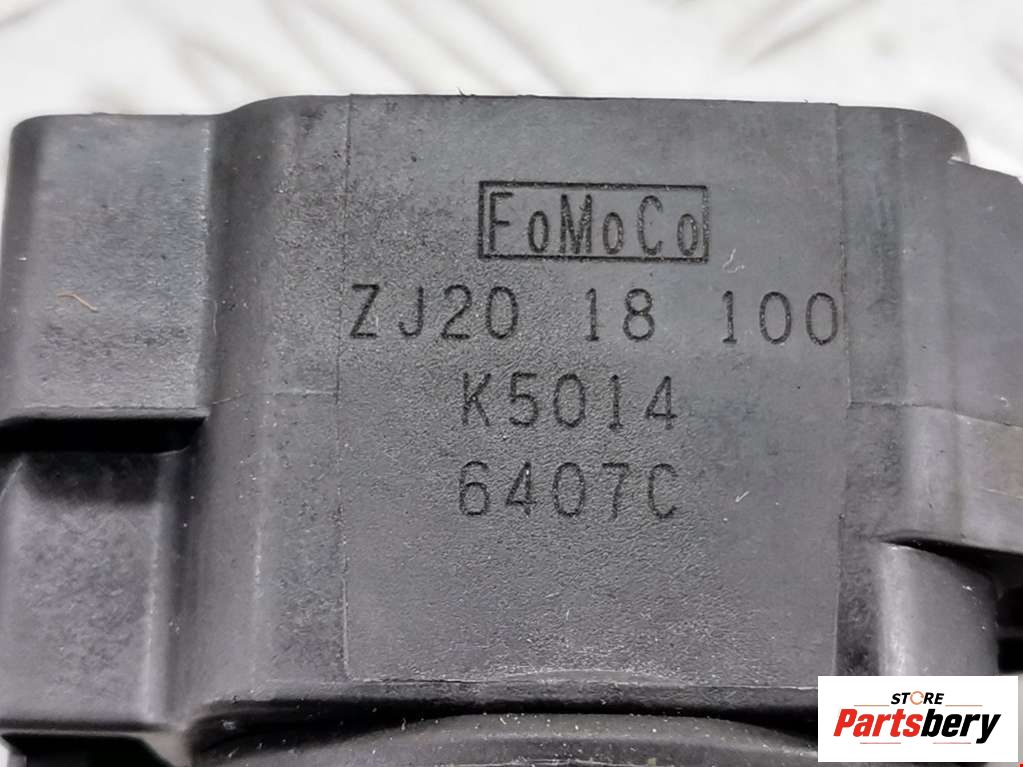 FoMoCo
ZJ20 18 100
K5014
6407C
STORE
Partsbery